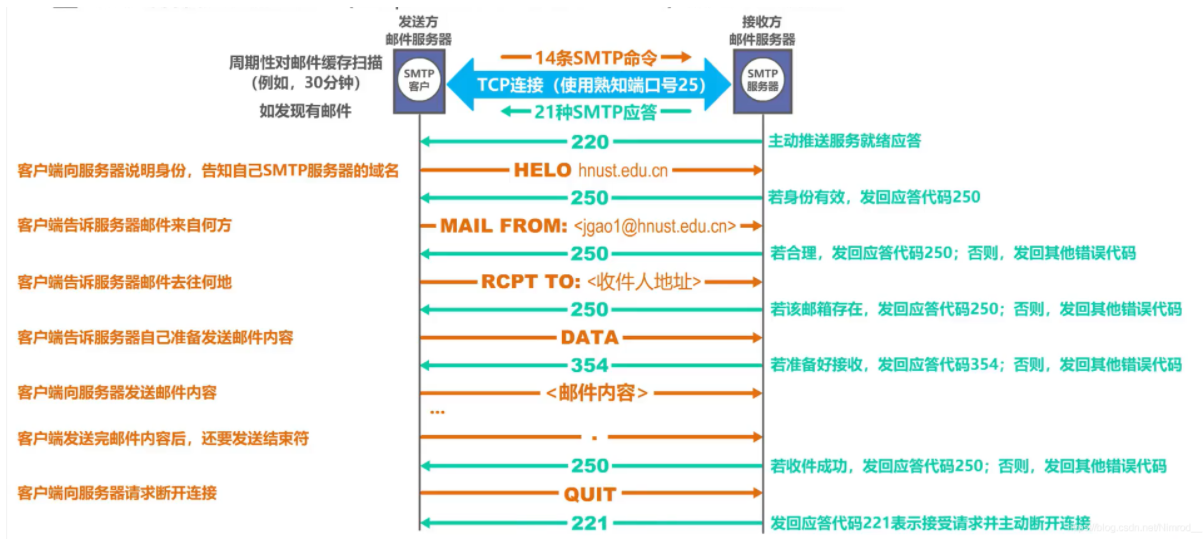 发送方
邮件服务器
接收方
邮件服务器
周期性对邮件缓存扫描
(例如，30分钟)
如发现有邮件
SMTP
客户
14条SMTP命令
TCP连接（使用熟知端口号25）
21种SMTP应答
SMTP
服务器
220
主动推送服务就绪应答
客户端向服务器说明身份，告知自己SMTP服务器的域名
HELO hnust.edu.cn
250
若身份有效，发回应答代码250
客户端告诉服务器邮件来自何方
MAIL FROM: <jgao1@hnust.edu.cn>
250
若合理，发回应答代码250；否则，发回其他错误代码
客户端告诉服务器邮件去往何地
RCPT TO: <收件人地址>
250
若该邮箱存在，发回应答代码250；否则，发回其他错误代码
客户端告诉服务器自己准备发送邮件内容
DATA
354
若准备好接收，发回应答代码354；否则，发回其他错误代码
客户端向服务器发送邮件内容
<邮件内容>
...
客户端发送完邮件内容后，还要发送结束符
.
250
若收件成功，发回应答代码250；否则，发回其他错误代码
客户端向服务器请求断开连接
QUIT
221
发回应答代码221表示接受请求并主动断开连接